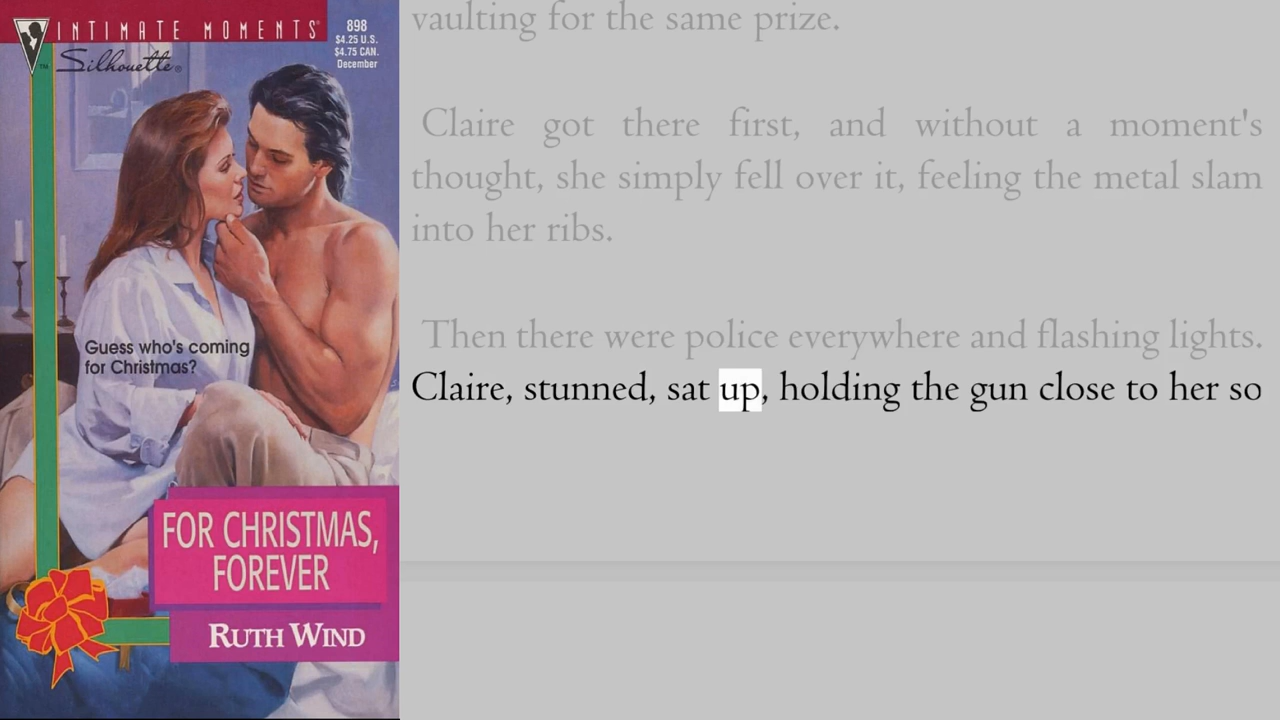 INTIMATE MOMENTS®
898
$4.25 U.S.
$4.75 CAN.
December
TM
Silhouette®
Guess who's coming
for Christmas?
FOR CHRISTMAS,
FOREVER
RUTH WIND
vaulting for the same prize.
Claire got there first, and without a moment's
thought, she simply fell over it, feeling the metal slam
into her ribs.
Then there were police everywhere and flashing lights.
Claire, stunned, sat up, holding the gun close to her so